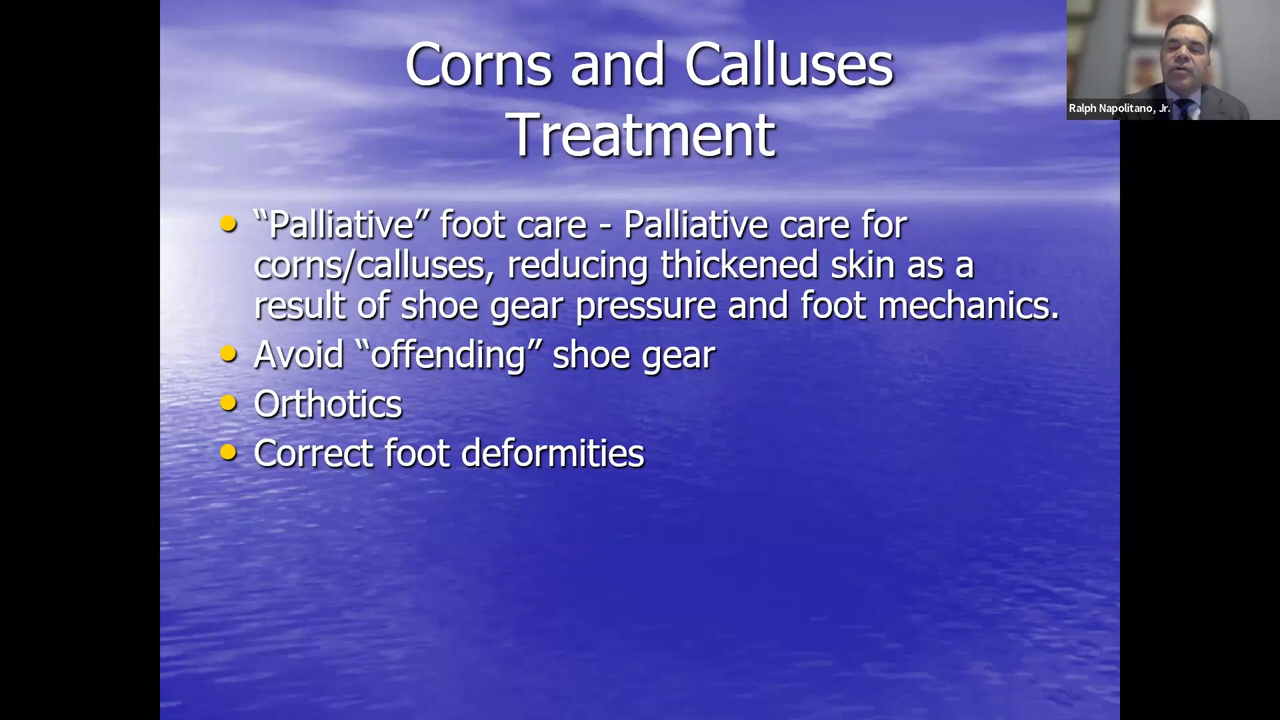 Corns and Calluses
Treatment
Ralph Napolitano, Jr.
• “Palliative” foot care - Palliative care for
corns/calluses, reducing thickened skin as a
result of shoe gear pressure and foot mechanics.
• Avoid “offending” shoe gear
• Orthotics
• Correct foot deformities